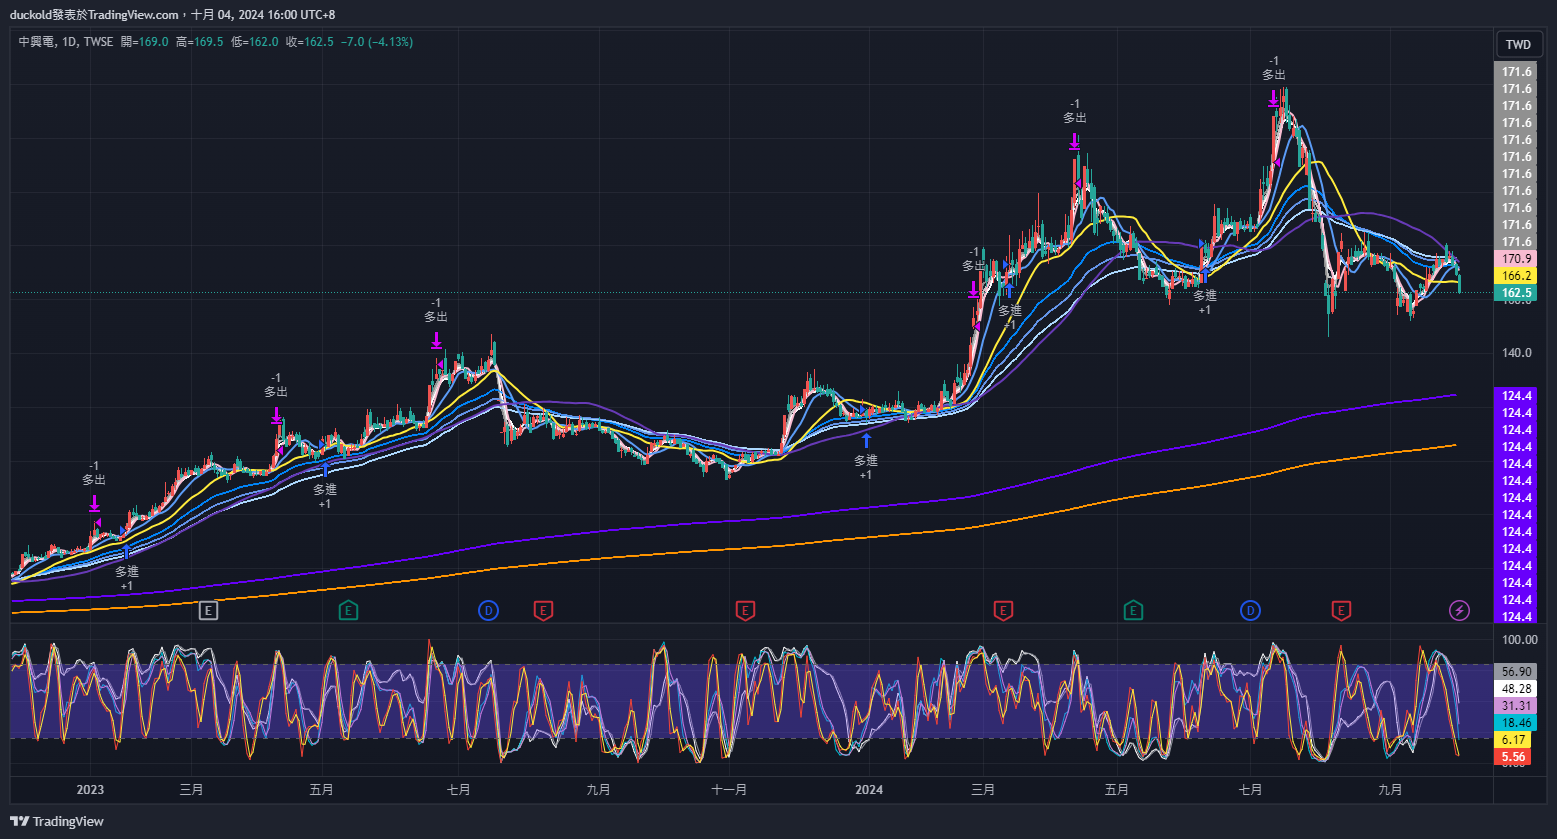 duckold發表於TradingView.com，十月 04, 2024 16:00 UTC+8
中興電, 1D, TWSE 開=169.0 高=169.5 低=162.0 收=162.5 −7.0 (−4.13%)
TWD
-1
多出
-1
多出
-1
多出
-1
多出
-1
多出
-1
多出
多進
+1
多進
+1
多進
+1
多進
+1
多進
+1
171.6
171.6
171.6
171.6
171.6
171.6
171.6
171.6
171.6
171.6
171.6
170.9
166.2
162.5
140.0
124.4
124.4
124.4
124.4
124.4
124.4
124.4
124.4
124.4
124.4
124.4
124.4
124.4
124.4
E
E
D
E
E
E
E
D
E
100.00
56.90
48.28
31.31
18.46
6.17
5.56
2023 三月 五月 七月 九月 十一月 2024 三月 五月 七月 九月
TradingView